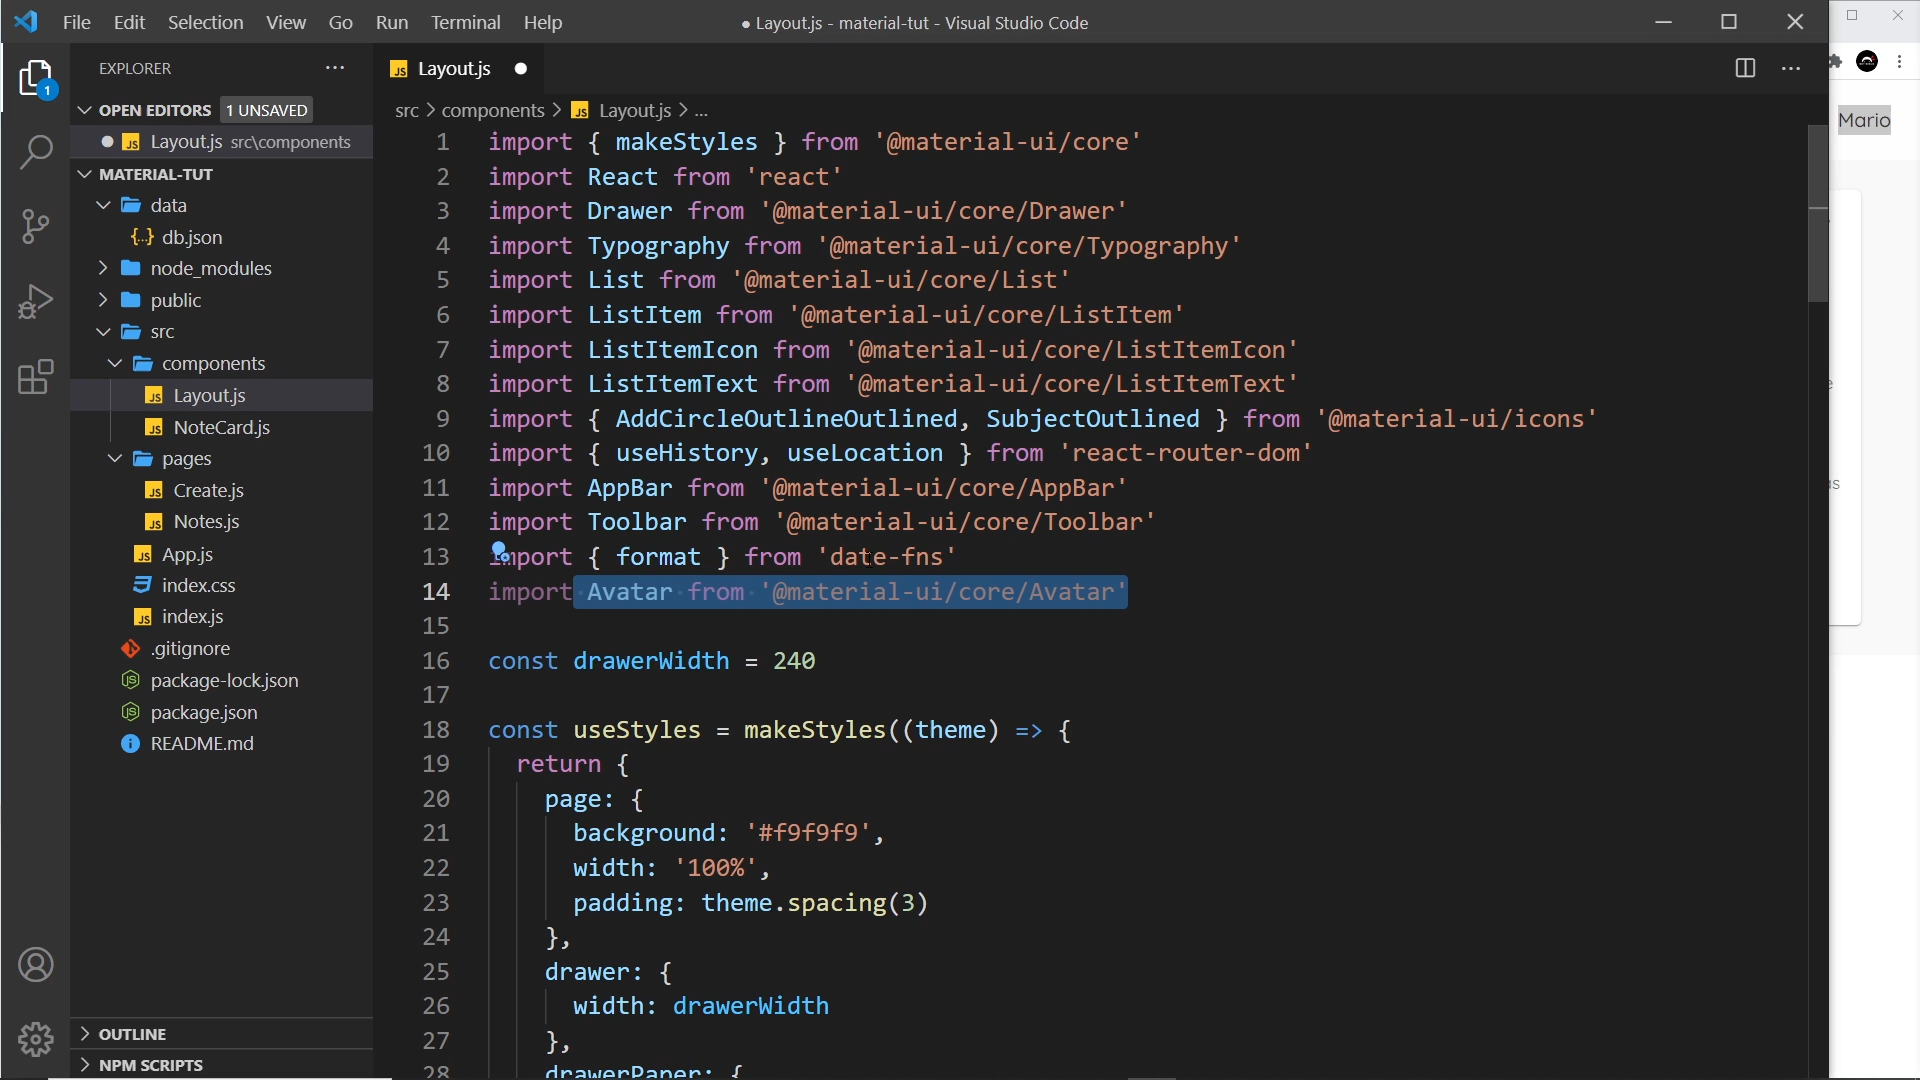 File Edit Selection View Go Run Terminal Help
● Layout.js - material-tut - Visual Studio Code
EXPLORER
OPEN EDITORS 1 UNSAVED
Layout.js src\components
MATERIAL-TUT
data
{..} db.json
node_modules
public
src
components
JS Layout.js
JS NoteCard.js
pages
JS Create.js
JS Notes.js
JS App.js
index.css
JS index.js
.gitignore
package-lock.json
package.json
README.md
OUTLINE
NPM SCRIPTS
1
JS Layout.js
src > components > JS Layout.js > ...
1 import { makeStyles } from '@material-ui/core'
2 import React from 'react'
3 import Drawer from '@material-ui/core/Drawer'
4 import Typography from '@material-ui/core/Typography'
5 import List from '@material-ui/core/List'
6 import ListItem from '@material-ui/core/ListItem'
7 import ListItemIcon from '@material-ui/core/ListItemIcon'
8 import ListItemText from '@material-ui/core/ListItemText'
9 import { AddCircleOutlineOutlined, SubjectOutlined } from '@material-ui/icons'
10 import { useHistory, useLocation } from 'react-router-dom'
11 import AppBar from '@material-ui/core/AppBar'
12 import Toolbar from '@material-ui/core/Toolbar'
13 import { format } from 'date-fns'
14 import Avatar from '@material-ui/core/Avatar'
15
16 const drawerWidth = 240
17
18 const useStyles = makeStyles((theme) => {
19 return {
20 page: {
21 background: '#f9f9f9',
22 width: '100%',
23 padding: theme.spacing(3)
24 },
25 drawer: {
26 width: drawerWidth
27 },
28 drawerPaper: {
Mario